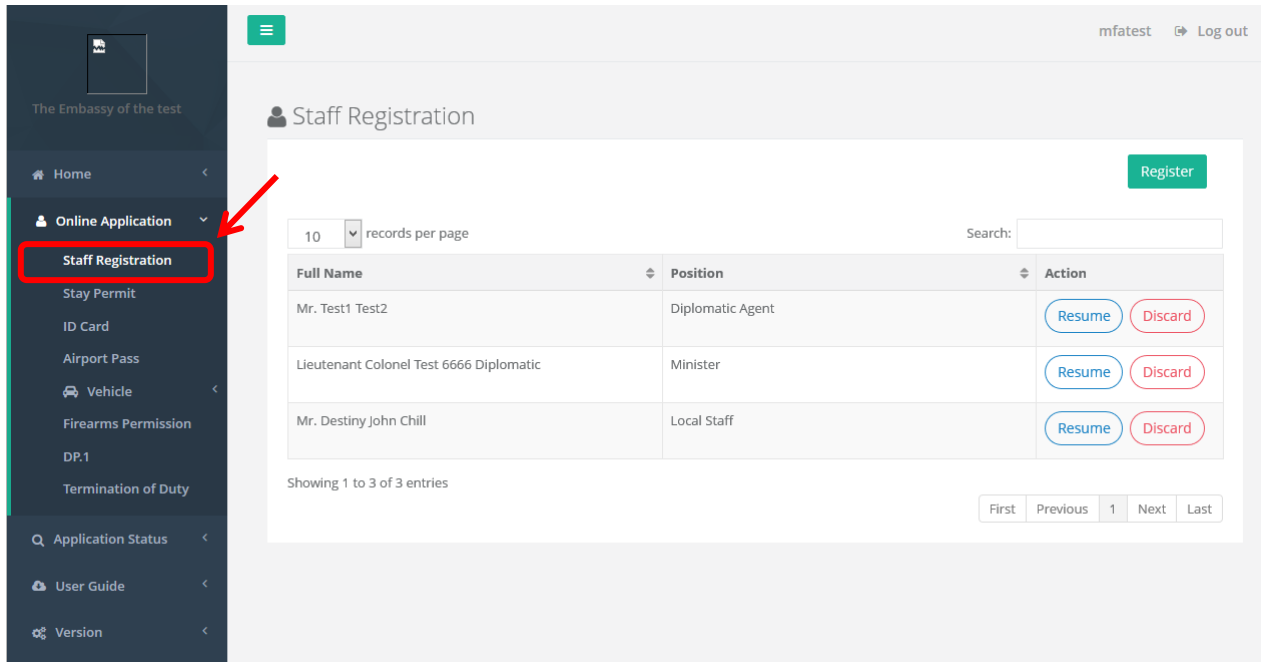 mfatest Log out
The Embassy of the test
Staff Registration
Home
Register
Online Application
10 records per page Search:
Staff Registration
Full Name Position Action
Stay Permit
Mr. Test1 Test2 Diplomatic Agent Resume Discard
ID Card
Airport Pass
Lieutenant Colonel Test 6666 Diplomatic Minister Resume Discard
Vehicle
Firearms Permission
Mr. Destiny John Chill Local Staff Resume Discard
DP.1
Termination of Duty
Showing 1 to 3 of 3 entries
First Previous 1 Next Last
Application Status
User Guide
Version